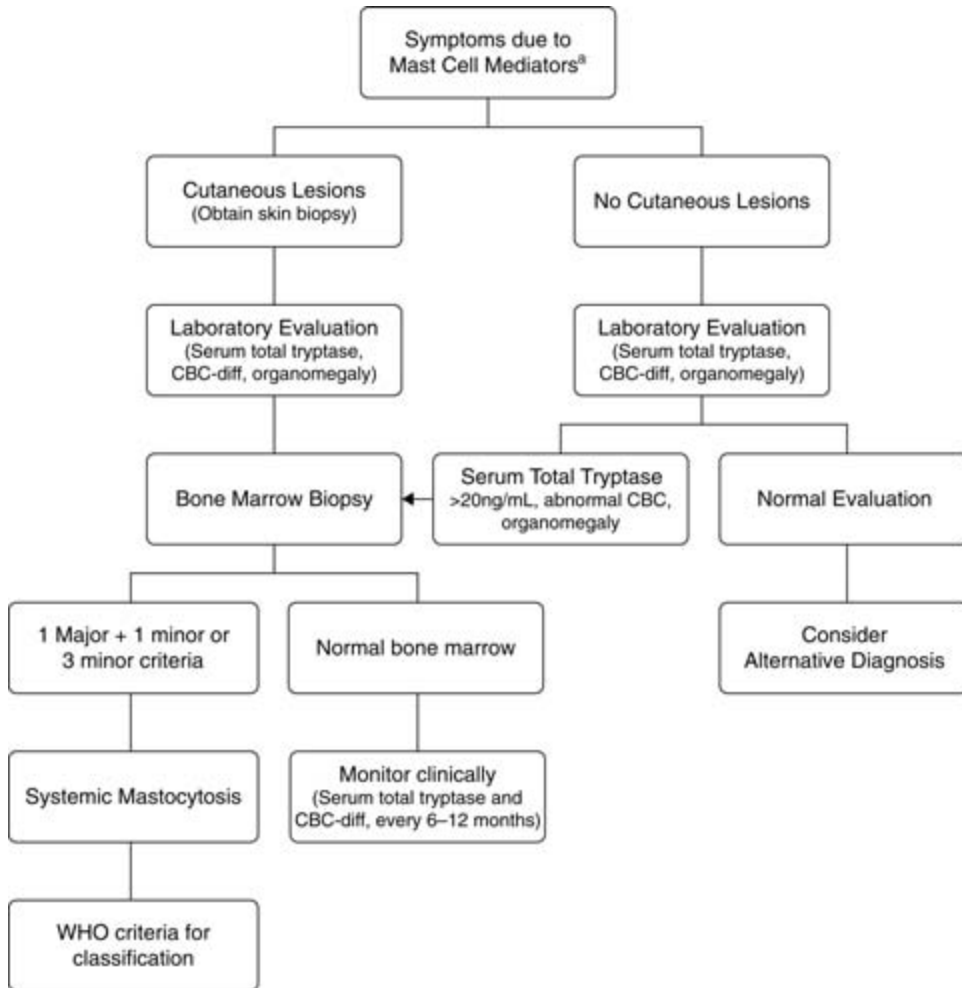 Symptoms due to
Mast Cell Mediatorsa
Cutaneous Lesions
(Obtain skin biopsy)
No Cutaneous Lesions
Laboratory Evaluation
(Serum total tryptase,
CBC-diff, organomegaly)
Laboratory Evaluation
(Serum total tryptase,
CBC-diff, organomegaly)
Bone Marrow Biopsy
Serum Total Tryptase
>20ng/mL, abnormal CBC,
organomegaly
Normal Evaluation
1 Major + 1 minor or
3 minor criteria
Normal bone marrow
Consider
Alternative Diagnosis
Systemic Mastocytosis
Monitor clinically
(Serum total tryptase and
CBC-diff, every 6–12 months)
WHO criteria for
classification